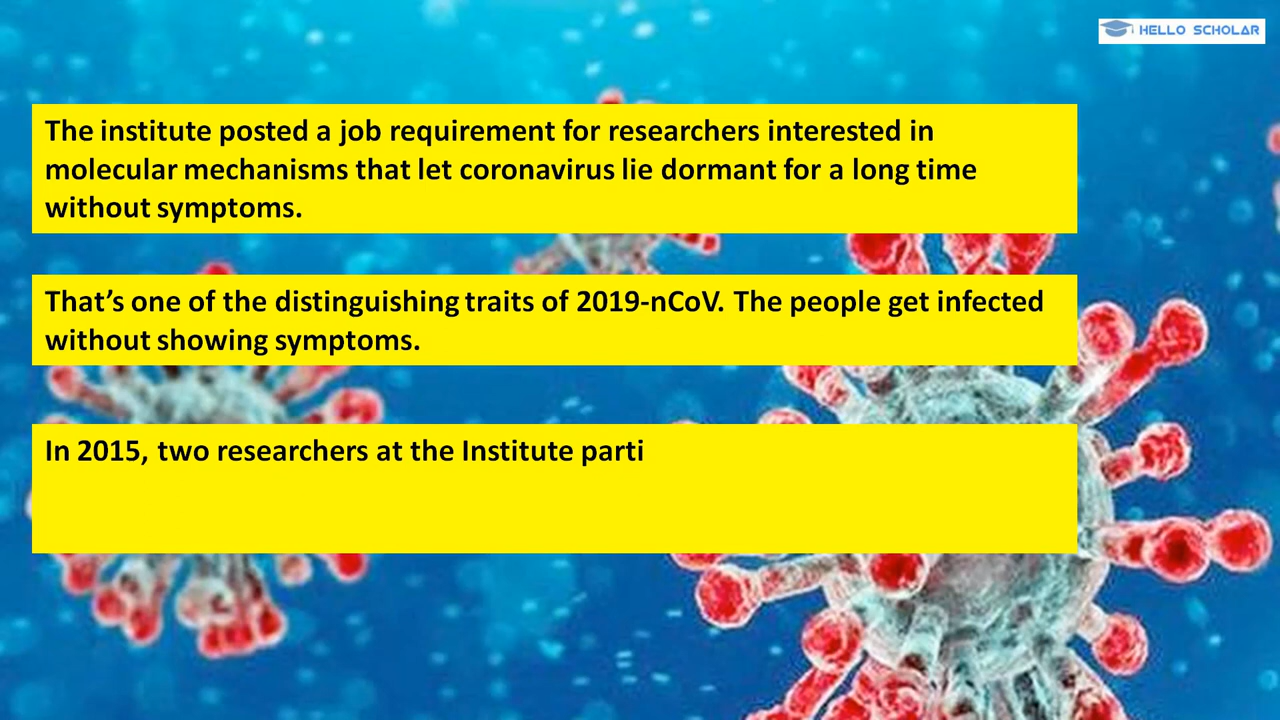 HELLO SCHOLAR
The institute posted a job requirement for researchers interested in
molecular mechanisms that let coronavirus lie dormant for a long time
without symptoms.
That’s one of the distinguishing traits of 2019-nCoV. The people get infected
without showing symptoms.
In 2015, two researchers at the Institute parti